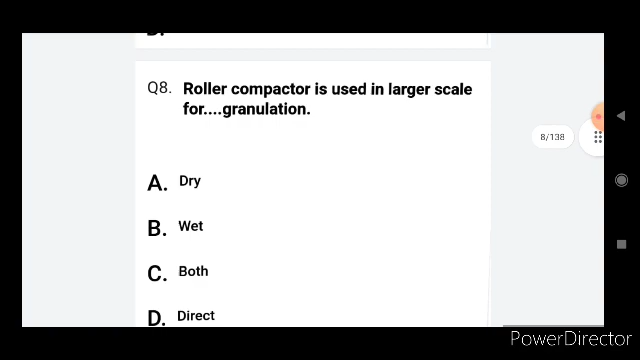 Q8. Roller compactor is used in larger scale
for....granulation.
8/138
A. Dry
B. Wet
C. Both
D. Direct
PowerDirector